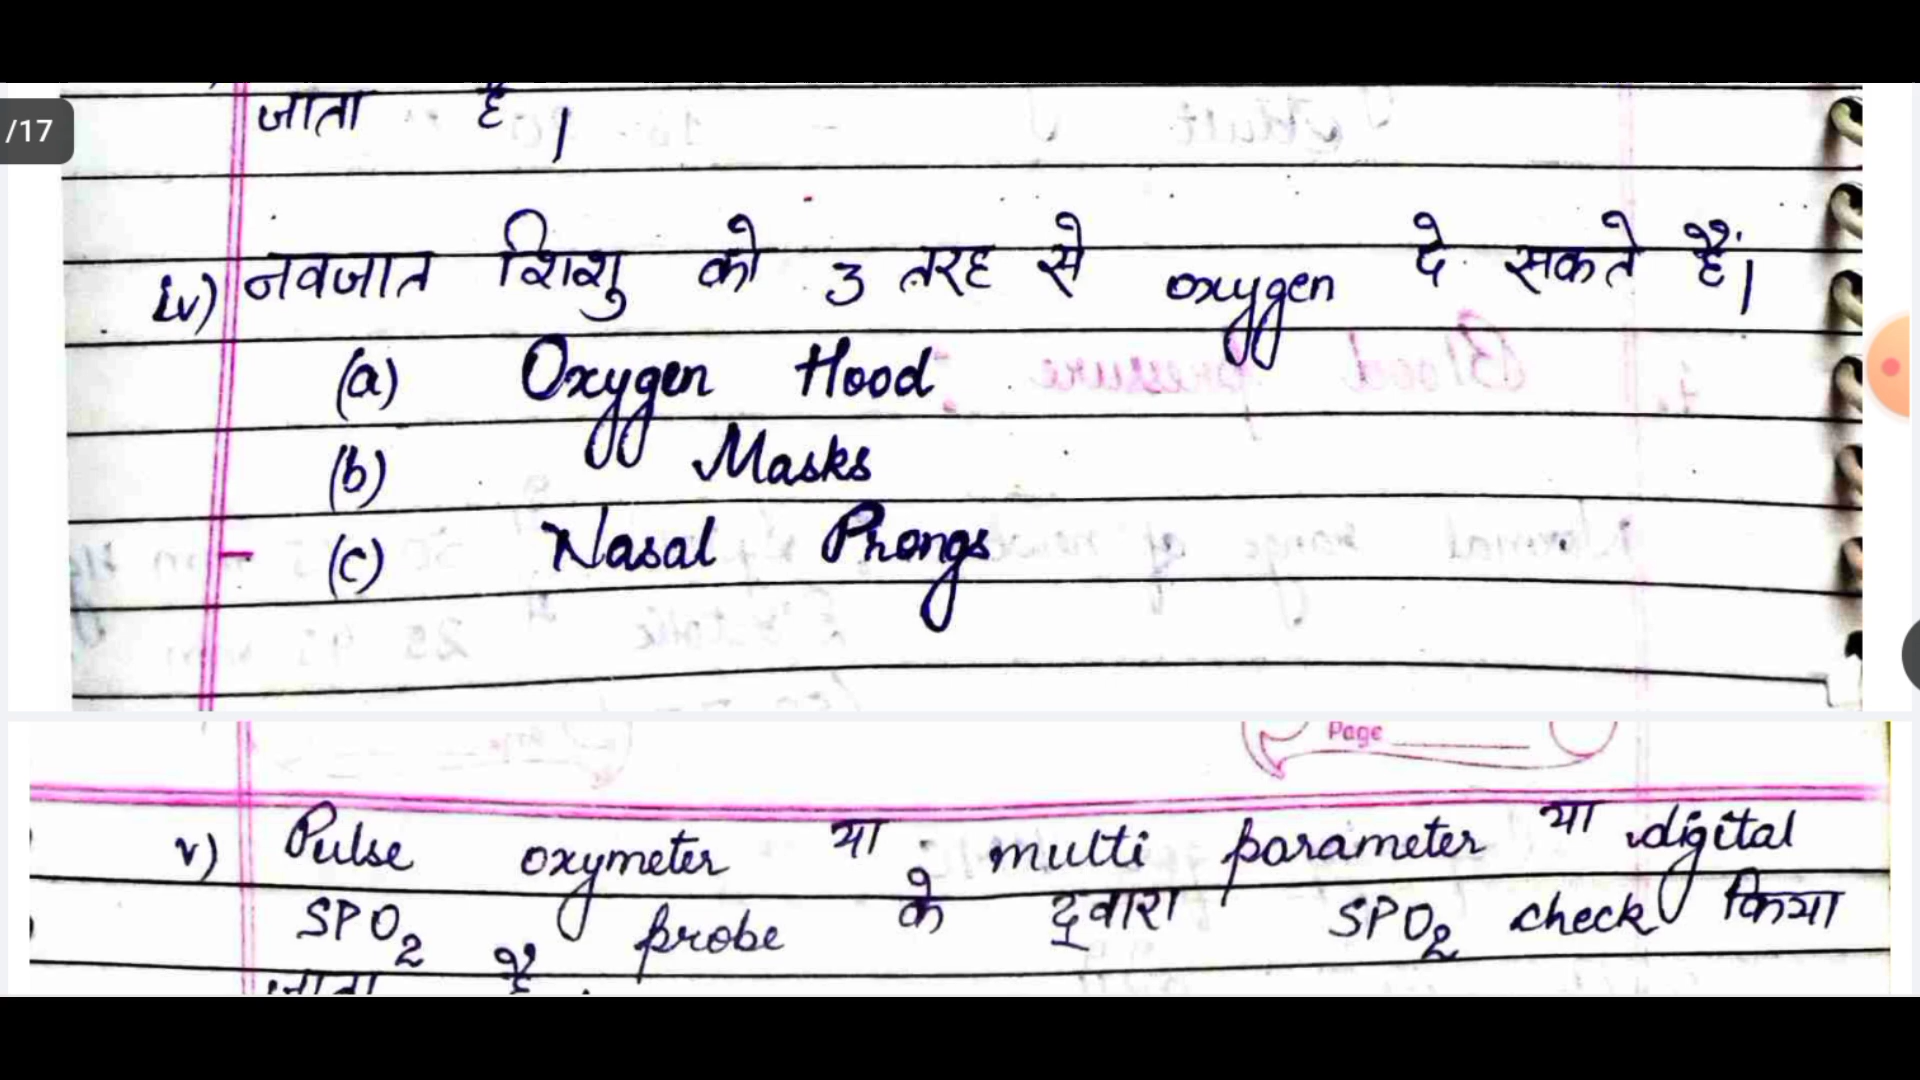 /17
जाता है।
iv) नवजात शिशु को 3 तरह से oxygen दे सकते हैं।
(a) Oxygen Hood
(b) Masks
(c) Nasal Prongs
Page
v) Pulse oxymeter या multi parameter या digital
SPO2 probe के द्वारा SPO2 check किया
जाता है